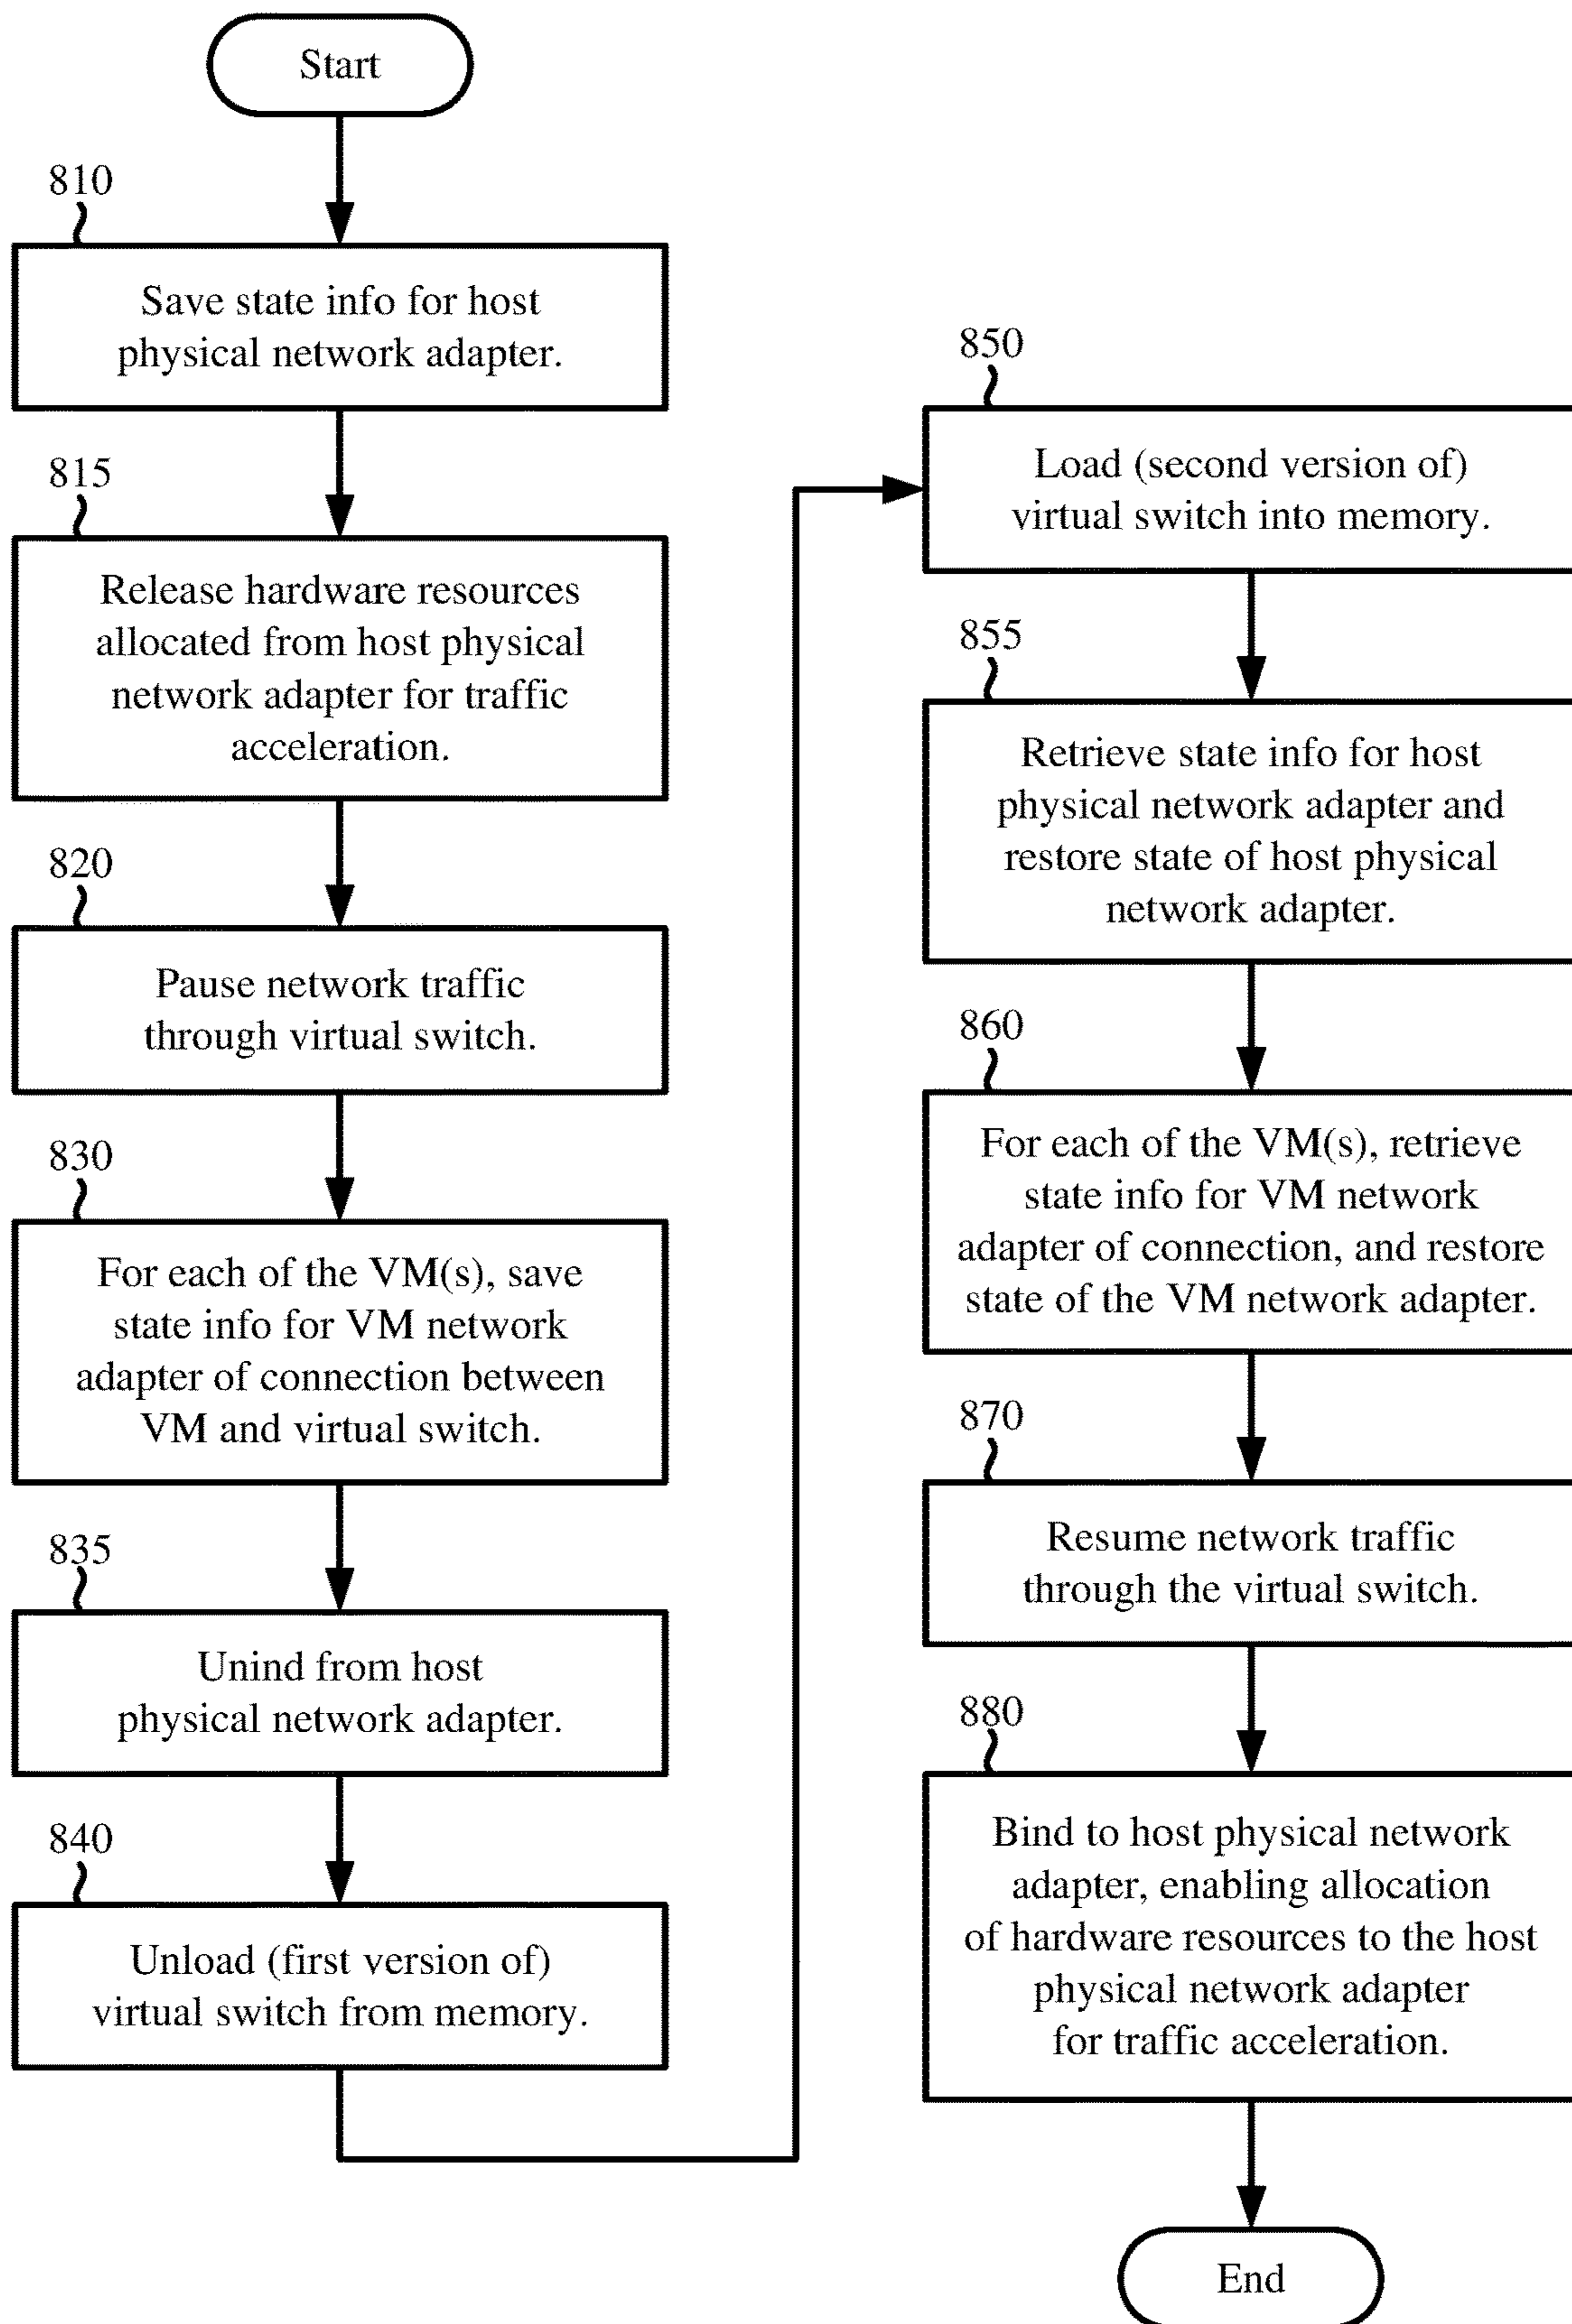 Start
810
Save state info for host
physical network adapter.
815
Release hardware resources
allocated from host physical
network adapter for traffic
acceleration.
820
Pause network traffic
through virtual switch.
830
For each of the VM(s), save
state info for VM network
adapter of connection between
VM and virtual switch.
835
Unind from host
physical network adapter.
840
Unload (first version of)
virtual switch from memory.
850
Load (second version of)
virtual switch into memory.
855
Retrieve state info for host
physical network adapter and
restore state of host physical
network adapter.
860
For each of the VM(s), retrieve
state info for VM network
adapter of connection, and restore
state of the VM network adapter.
870
Resume network traffic
through the virtual switch.
880
Bind to host physical network
adapter, enabling allocation
of hardware resources to the host
physical network adapter
for traffic acceleration.
End